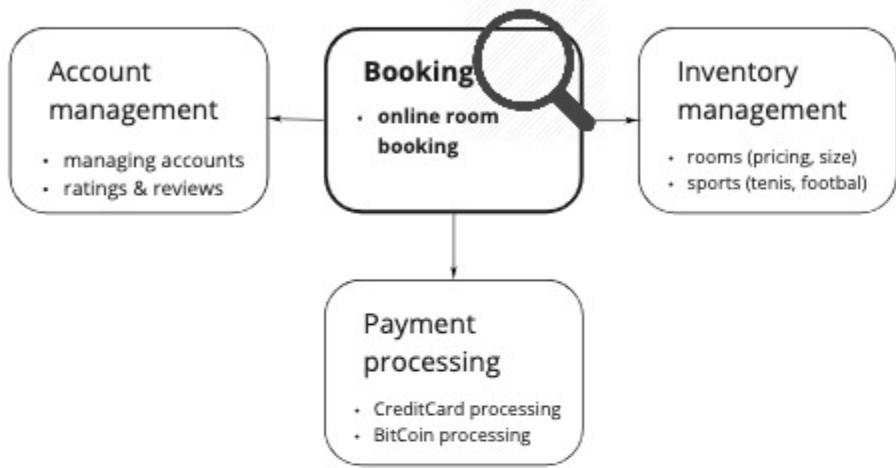 Account
management
• managing accounts
• ratings & reviews
Booking
• online room
booking
Inventory
management
• rooms (pricing, size)
• sports (tenis, footbal)
Payment
processing
• CreditCard processing
• BitCoin processing